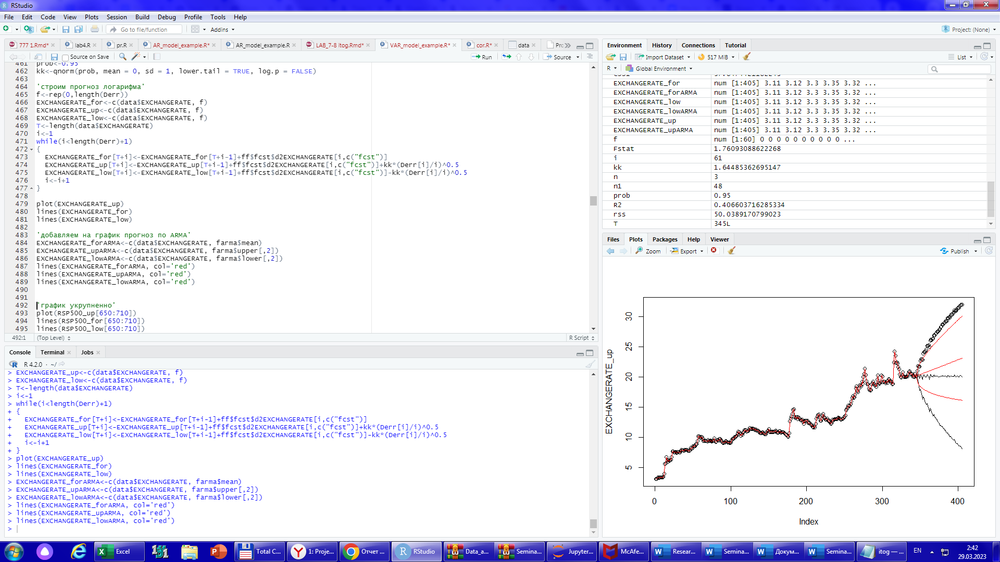 RStudio
File Edit Code View Plots Session Build Debug Profile Tools Help
Go to file/function Addins Project: (None)
777 1.Rmd* lab4.R pr.R AR_model_example.R* AR_model_example.R LAB_7-8 itog.Rmd* VAR_model_example.R* cor.R* data Prc
Source on Save Run Source
461 prob<-0.95
462 kk<-qnorm(prob, mean = 0, sd = 1, lower.tail = TRUE, log.p = FALSE)
463
464 'строим прогноз логарифма'
465 f<-rep(0,length(Derr))
466 EXCHANGERATE_for<-c(data$EXCHANGERATE, f)
467 EXCHANGERATE_up<-c(data$EXCHANGERATE, f)
468 EXCHANGERATE_low<-c(data$EXCHANGERATE, f)
469 T<-length(data$EXCHANGERATE)
470 i<-1
471 while(i<length(Derr)+1)
472 {
473 EXCHANGERATE_for[T+i]<-EXCHANGERATE_for[T+i-1]+ff$fcst$d2EXCHANGERATE[i,c("fcst")]
474 EXCHANGERATE_up[T+i]<-EXCHANGERATE_up[T+i-1]+ff$fcst$d2EXCHANGERATE[i,c("fcst")]+kk*(Derr[i]/i)^0.5
475 EXCHANGERATE_low[T+i]<-EXCHANGERATE_low[T+i-1]+ff$fcst$d2EXCHANGERATE[i,c("fcst")]-kk*(Derr[i]/i)^0.5
476 i<-i+1
477 }
478
479 plot(EXCHANGERATE_up)
480 lines(EXCHANGERATE_for)
481 lines(EXCHANGERATE_low)
482
483 'добавляем на график прогноз по ARMA'
484 EXCHANGERATE_forARMA<-c(data$EXCHANGERATE, farma$mean)
485 EXCHANGERATE_upARMA<-c(data$EXCHANGERATE, farma$upper[,2])
486 EXCHANGERATE_lowARMA<-c(data$EXCHANGERATE, farma$lower[,2])
487 lines(EXCHANGERATE_forARMA, col='red')
488 lines(EXCHANGERATE_upARMA, col='red')
489 lines(EXCHANGERATE_lowARMA, col='red')
490
491
492 'график укрупненно'
493 plot(RSP500_up[650:710])
494 lines(RSP500_for[650:710])
495 lines(RSP500_low[650:710])
492:1 (Top Level) R Script
Console Terminal Jobs
R 4.2.0 · ~/
> EXCHANGERATE_up<-c(data$EXCHANGERATE, f)
> EXCHANGERATE_low<-c(data$EXCHANGERATE, f)
> T<-length(data$EXCHANGERATE)
> i<-1
> while(i<length(Derr)+1)
+ {
+ EXCHANGERATE_for[T+i]<-EXCHANGERATE_for[T+i-1]+ff$fcst$d2EXCHANGERATE[i,c("fcst")]
+ EXCHANGERATE_up[T+i]<-EXCHANGERATE_up[T+i-1]+ff$fcst$d2EXCHANGERATE[i,c("fcst")]+kk*(Derr[i]/i)^0.5
+ EXCHANGERATE_low[T+i]<-EXCHANGERATE_low[T+i-1]+ff$fcst$d2EXCHANGERATE[i,c("fcst")]-kk*(Derr[i]/i)^0.5
+ i<-i+1
+ }
> plot(EXCHANGERATE_up)
> lines(EXCHANGERATE_for)
> lines(EXCHANGERATE_low)
> EXCHANGERATE_forARMA<-c(data$EXCHANGERATE, farma$mean)
> EXCHANGERATE_upARMA<-c(data$EXCHANGERATE, farma$upper[,2])
> EXCHANGERATE_lowARMA<-c(data$EXCHANGERATE, farma$lower[,2])
> lines(EXCHANGERATE_forARMA, col='red')
> lines(EXCHANGERATE_upARMA, col='red')
> lines(EXCHANGERATE_lowARMA, col='red')
>
Environment History Connections Tutorial
Import Dataset 517 MiB List
R Global Environment
EXCHANGERATE_for num [1:405] 3.11 3.12 3.3 3.35 3.32 ...
EXCHANGERATE_forARMA num [1:405] 3.11 3.12 3.3 3.35 3.32 ...
EXCHANGERATE_low num [1:405] 3.11 3.12 3.3 3.35 3.32 ...
EXCHANGERATE_lowARMA num [1:405] 3.11 3.12 3.3 3.35 3.32 ...
EXCHANGERATE_up num [1:405] 3.11 3.12 3.3 3.35 3.32 ...
EXCHANGERATE_upARMA num [1:405] 3.11 3.12 3.3 3.35 3.32 ...
f num [1:60] 0 0 0 0 0 0 0 0 0 0 ...
Fstat 1.76093088622268
i 61
kk 1.64485362695147
n 3
n1 48
prob 0.95
R2 0.406603716285334
rss 50.0389170799023
T 345L
Files Plots Packages Help Viewer
Zoom Export Publish
EXCHANGERATE_up
30
25
20
15
10
5
0 100 200 300 400
Index
Excel Total C... 1: Proje... Отчет ... RStudio Data_a... Semina... Jupyter... McAfe... Resear... Semina... Докум... Semina... itog — ... EN 2:42
29.03.2023